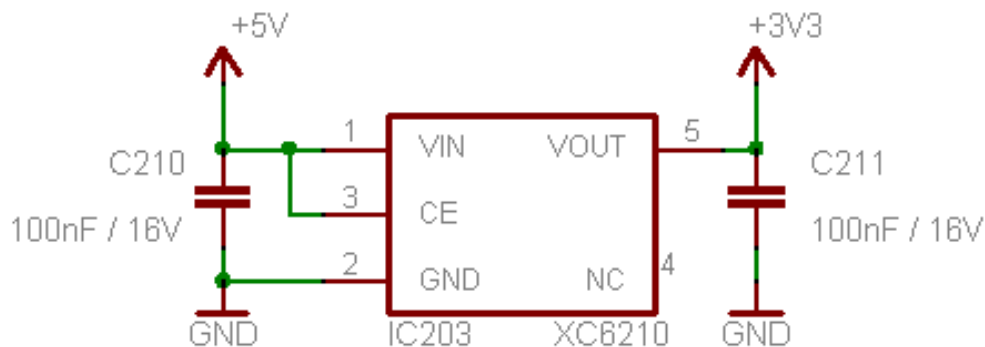 +5V
+3V3
1
VIN
VOUT
5
C210
C211
3
CE
100nF / 16V
100nF / 16V
2
GND
NC
4
GND
IC203
XC6210
GND